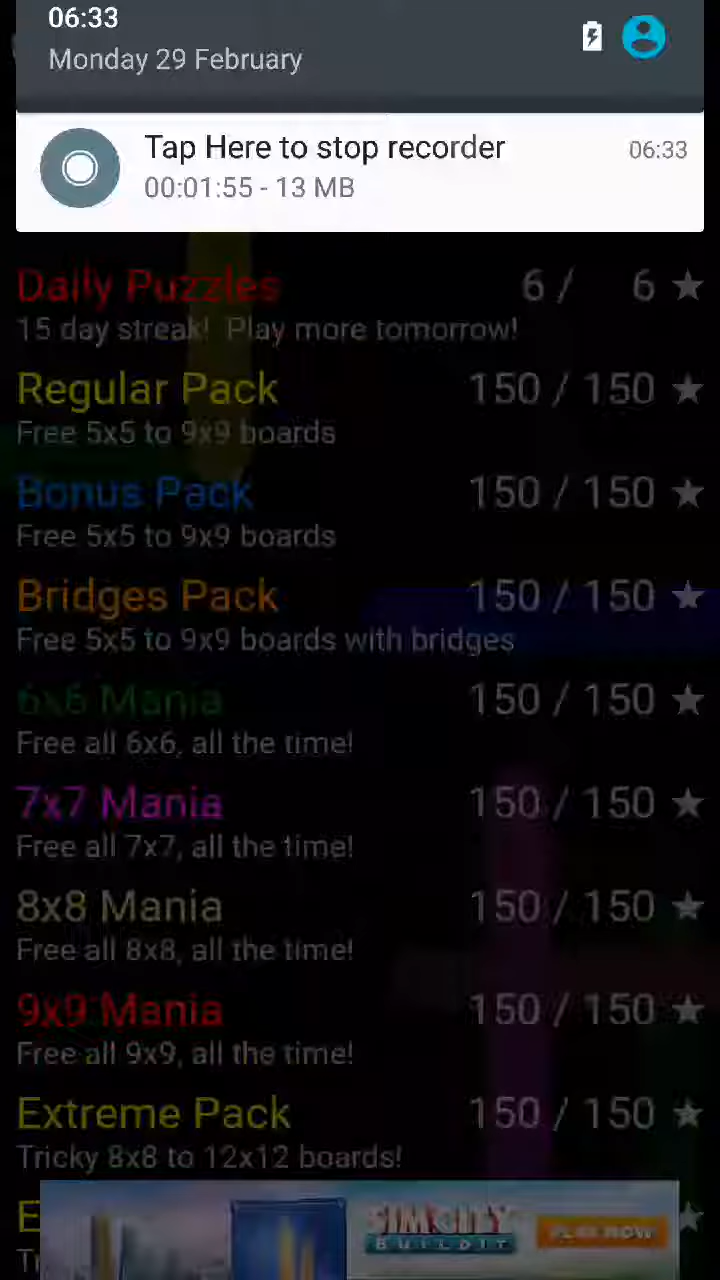 06:33
Monday 29 February
Tap Here to stop recorder 06:33
00:01:55 - 13 MB
Daily Puzzles 6 / 6 ★
15 day streak! Play more tomorrow!
Regular Pack 150 / 150 ★
Free 5x5 to 9x9 boards
Bonus Pack 150 / 150 ★
Free 5x5 to 9x9 boards
Bridges Pack 150 / 150 ★
Free 5x5 to 9x9 boards with bridges
6x6 Mania 150 / 150 ★
Free all 6x6, all the time!
7x7 Mania 150 / 150 ★
Free all 7x7, all the time!
8x8 Mania 150 / 150 ★
Free all 8x8, all the time!
9x9 Mania 150 / 150 ★
Free all 9x9, all the time!
Extreme Pack 150 / 150 ★
Tricky 8x8 to 12x12 boards!
SIMCITY
BUILDIT
PLAY NOW